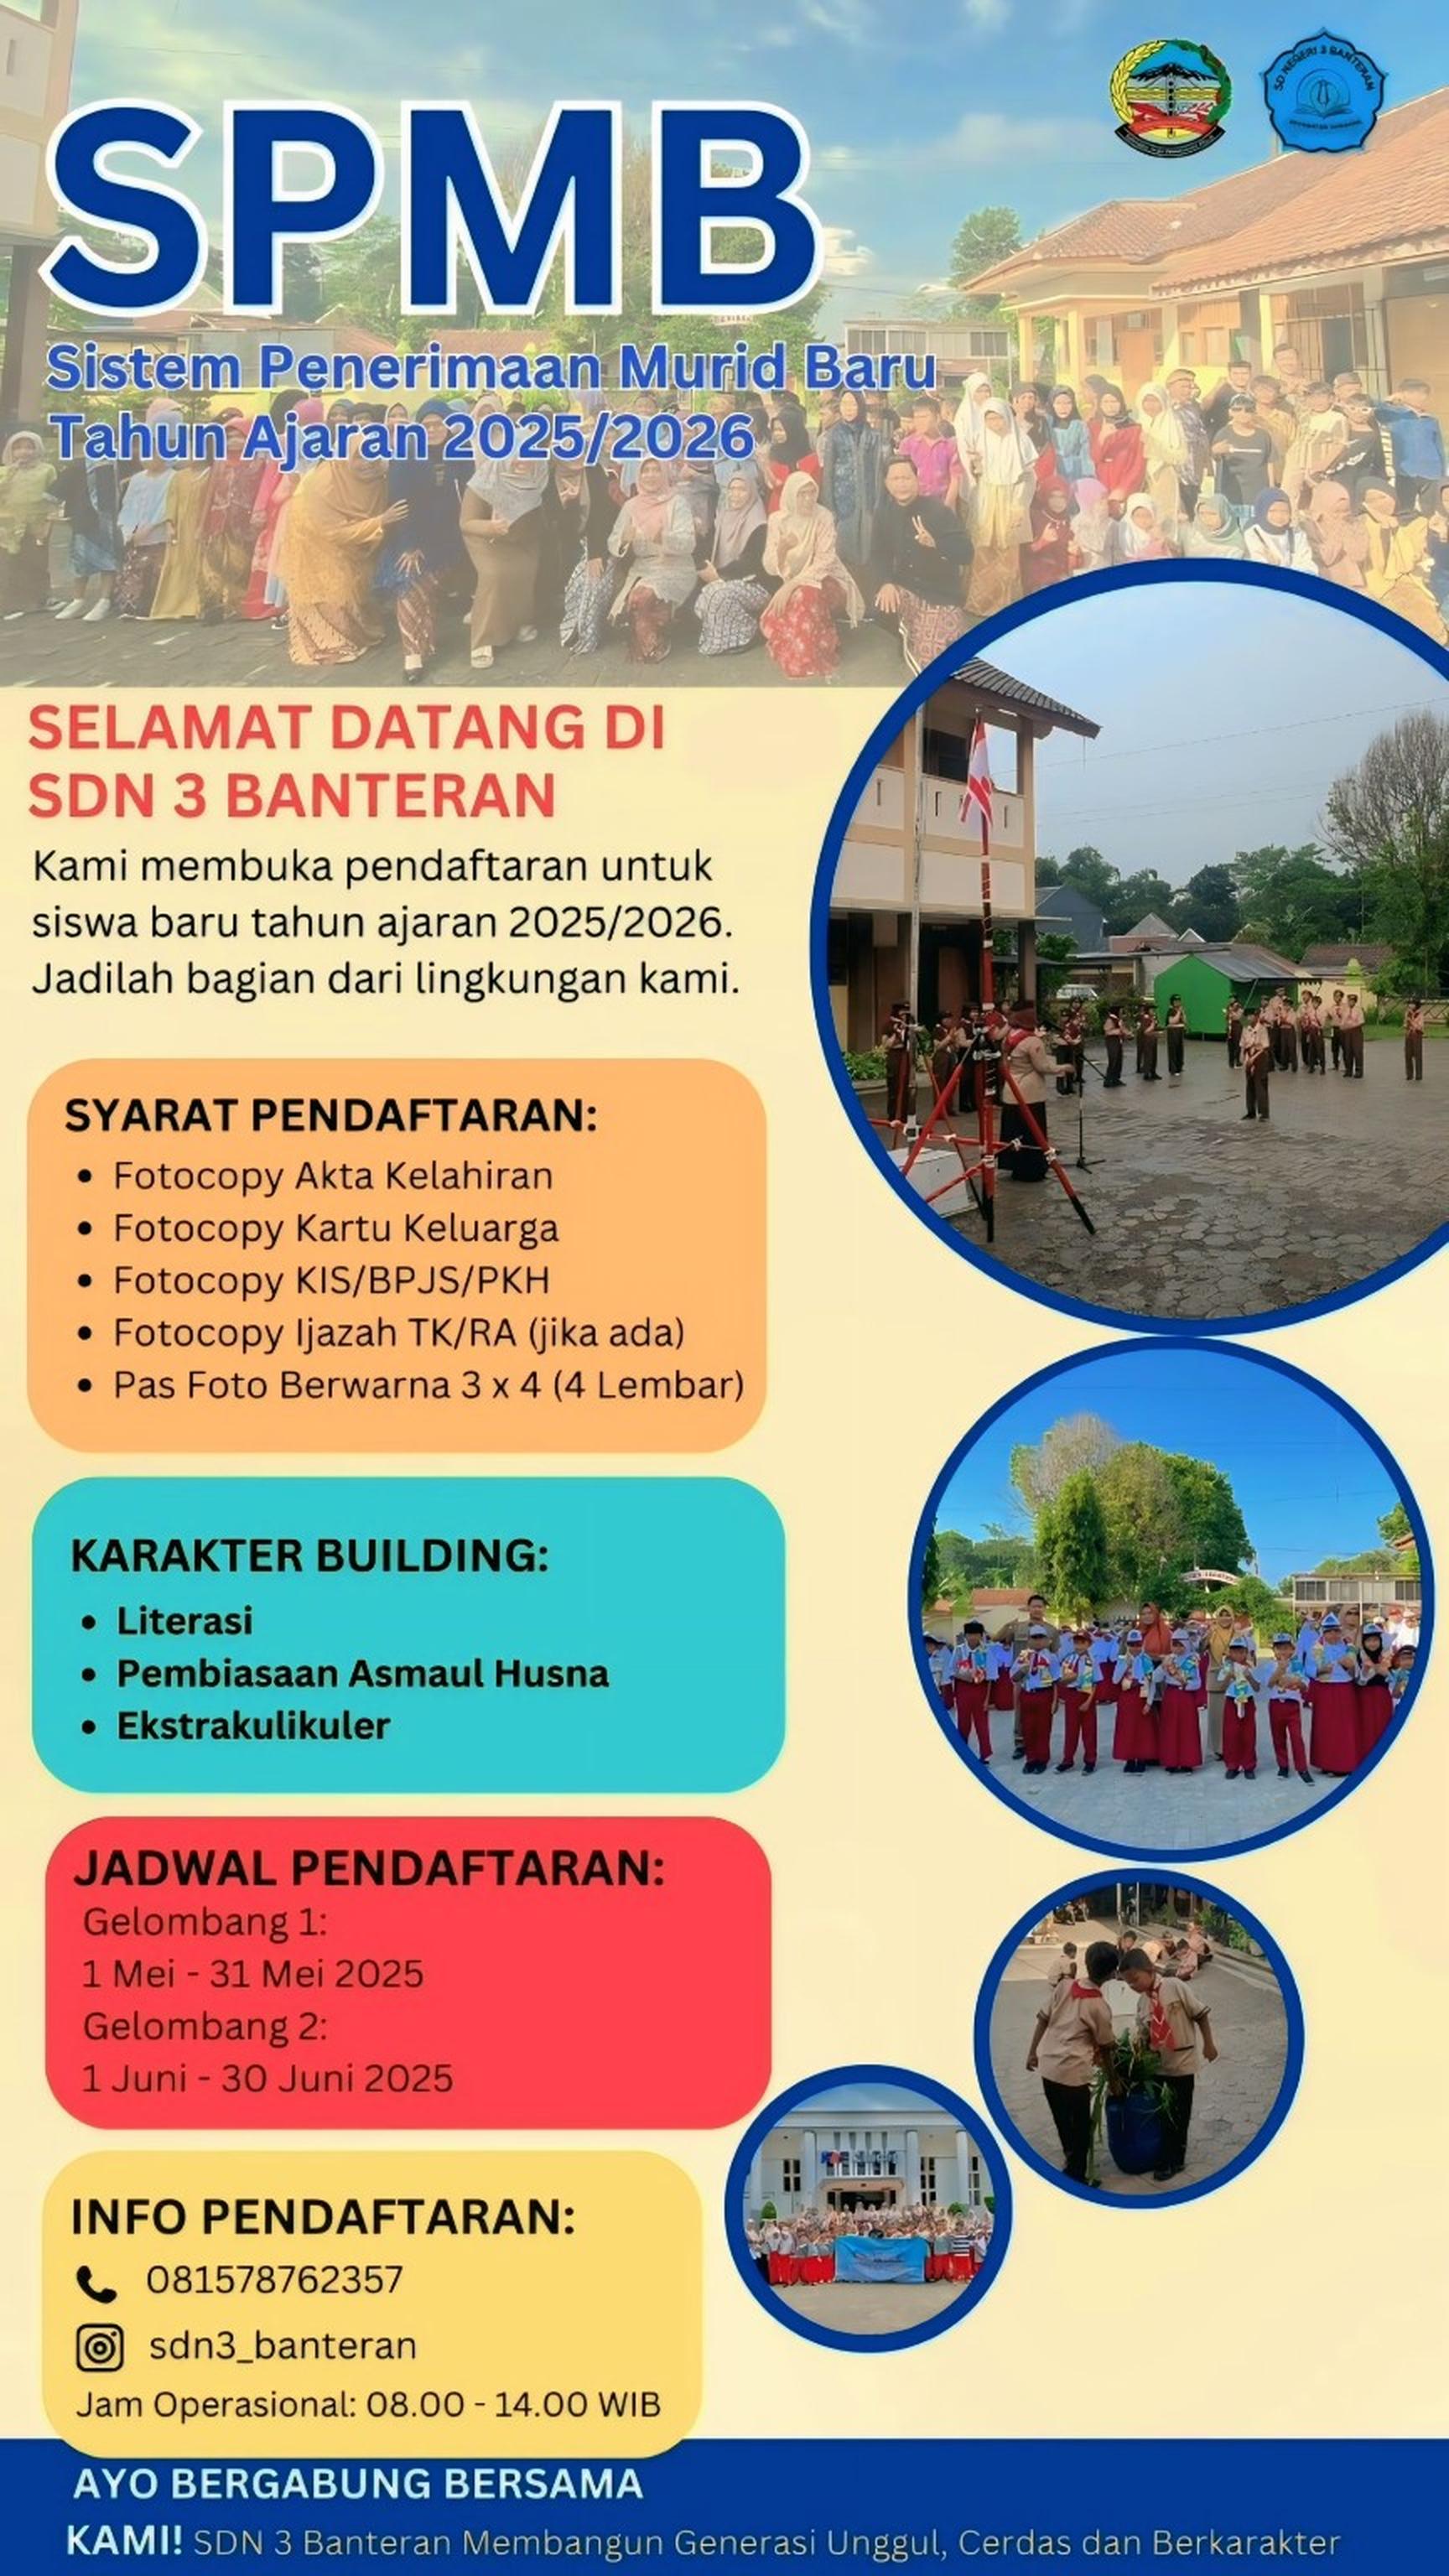 SD NEGERI 3 BANTERAN
SPMB
Sistem Penerimaan Murid Baru
Tahun Ajaran 2025/2026
SELAMAT DATANG DI
SDN 3 BANTERAN
Kami membuka pendaftaran untuk
siswa baru tahun ajaran 2025/2026.
Jadilah bagian dari lingkungan kami.
SYARAT PENDAFTARAN:
• Fotocopy Akta Kelahiran
• Fotocopy Kartu Keluarga
• Fotocopy KIS/BPJS/PKH
• Fotocopy Ijazah TK/RA (jika ada)
• Pas Foto Berwarna 3 x 4 (4 Lembar)
KARAKTER BUILDING:
• Literasi
• Pembiasaan Asmaul Husna
• Ekstrakulikuler
JADWAL PENDAFTARAN:
Gelombang 1:
1 Mei - 31 Mei 2025
Gelombang 2:
1 Juni - 30 Juni 2025
INFO PENDAFTARAN:
081578762357
sdn3_banteran
Jam Operasional: 08.00 - 14.00 WIB
AYO BERGABUNG BERSAMA
KAMI! SDN 3 Banteran Membangun Generasi Unggul, Cerdas dan Berkarakter